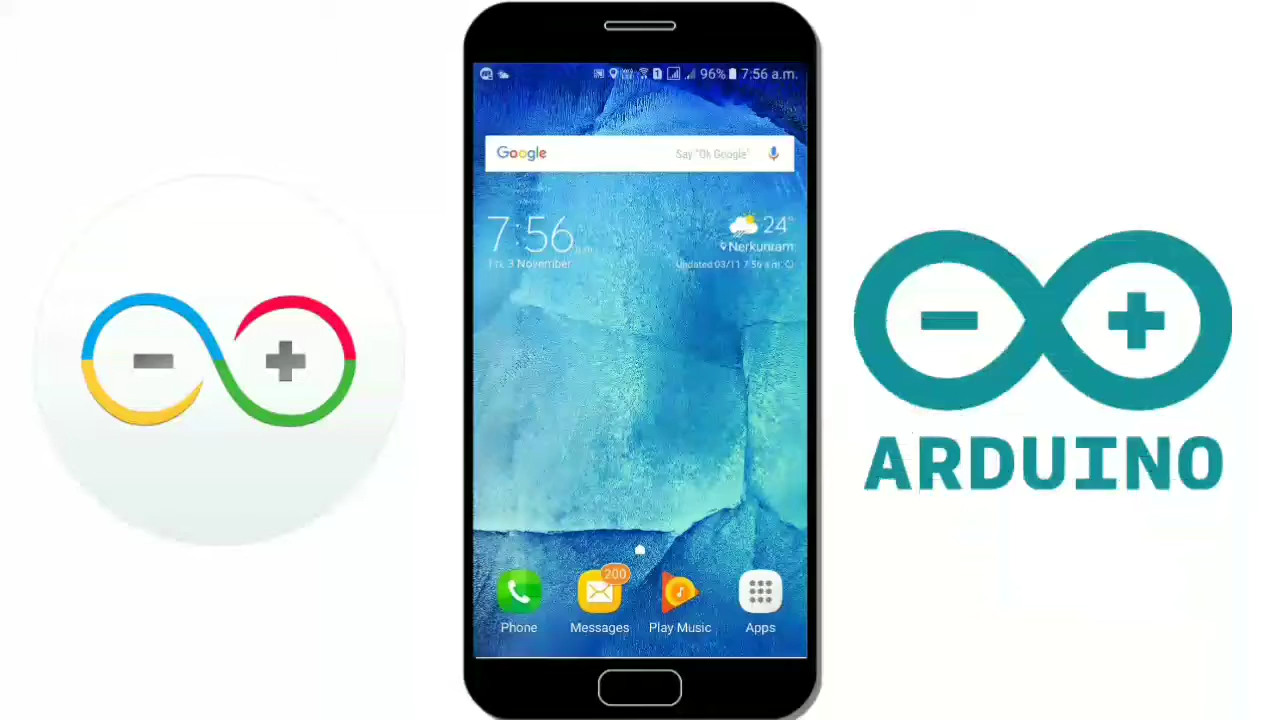 96% 7:56 a.m.
Google Say "Ok Google"
7:56 a.m.
Fri, 3 November
24°
Nerkunram
Updated 03/11 7:56 a.m.
200
Phone Messages Play Music Apps
ARDUINO